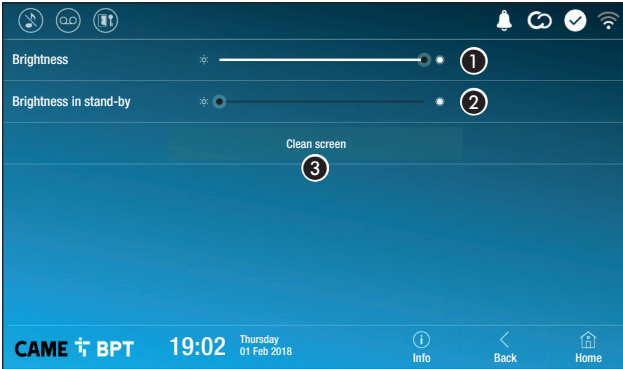 Brightness
1
Brightness in stand-by
2
Clean screen
3
CAME BPT
19:02
Thursday
01 Feb 2018
Info
Back
Home